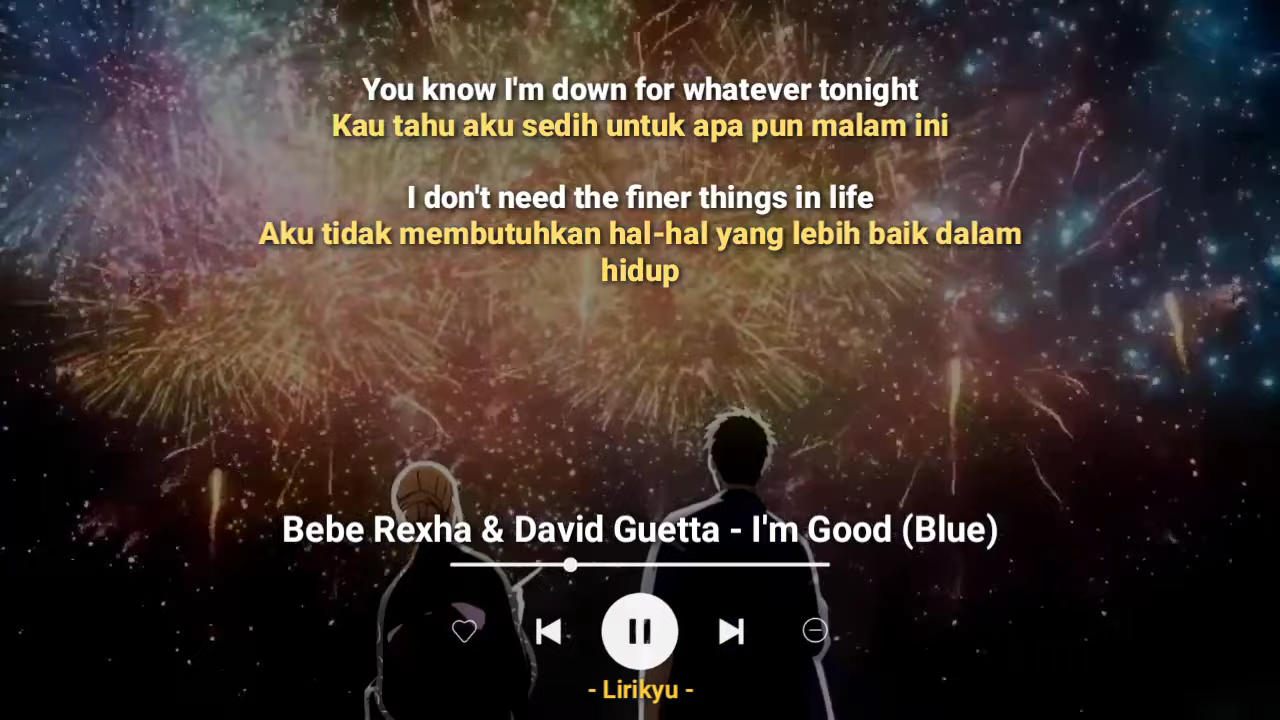 You know I'm down for whatever tonight
Kau tahu aku sedih untuk apa pun malam ini
I don't need the finer things in life
Aku tidak membutuhkan hal-hal yang lebih baik dalam
hidup
Bebe Rexha & David Guetta - I'm Good (Blue)
- Lirikyu -